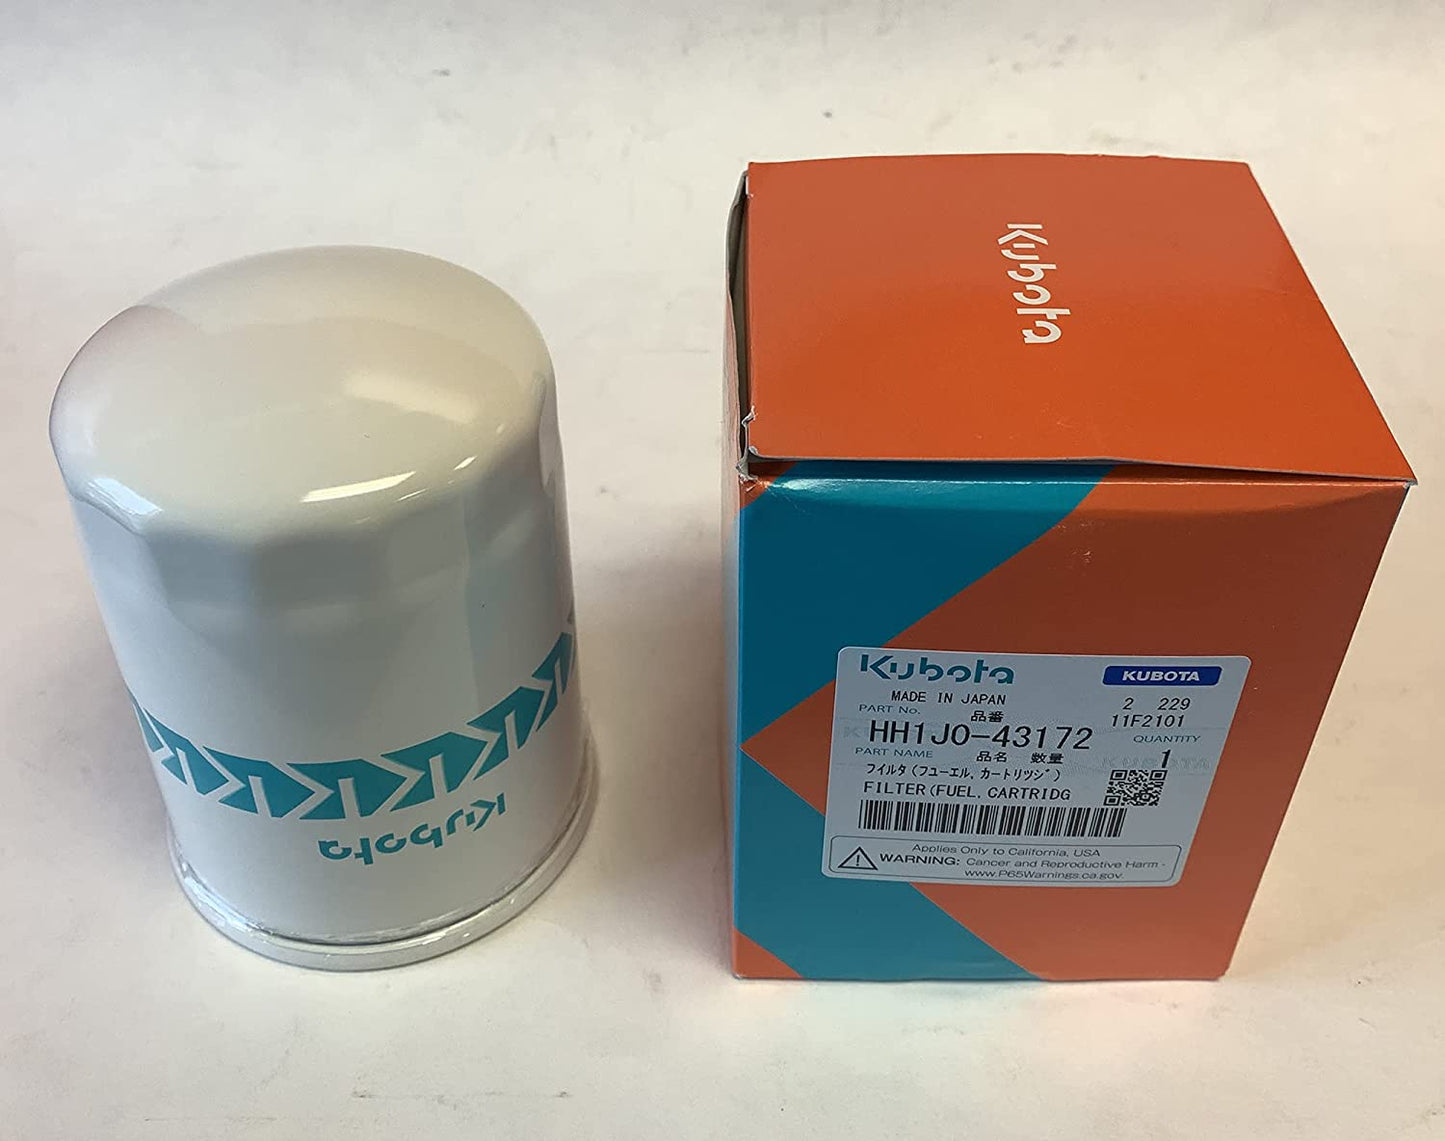 Kubota
Kubota
Kubota KUBOTA
MADE IN JAPAN 2 229
PART No. 品番 11F2101
HH1J0-43172 QUANTITY
PART NAME 品名 数量 1
フイルタ(フユーエル,カートリツジ)
FILTER(FUEL,CARTRIDG
Applies Only to California, USA
WARNING: Cancer and Reproductive Harm -
www.P65Warnings.ca.gov.